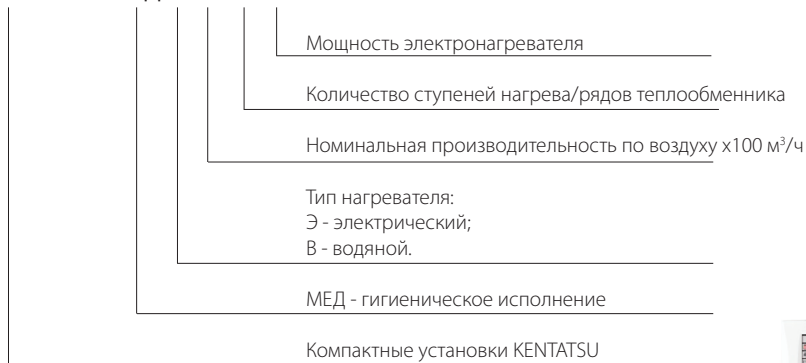 Мощность электронагревателя
Количество ступеней нагрева/рядов теплообменника
Номинальная производительность по воздуху x100 м³/ч
Тип нагревателя:
Э - электрический;
В - водяной.
МЕД - гигиеническое исполнение
Компактные установки KENTATSU